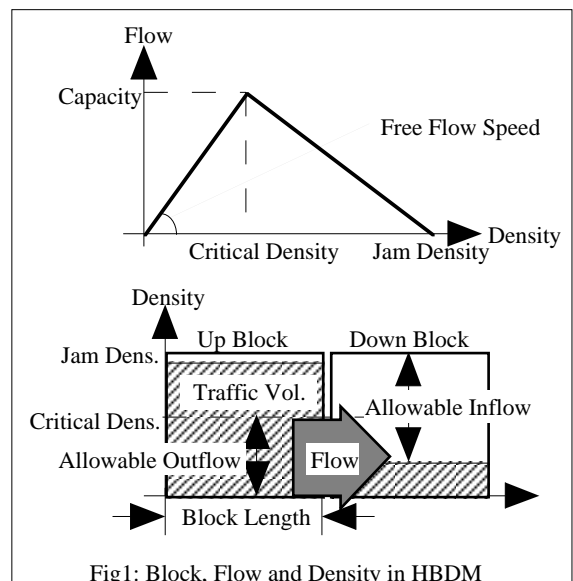 Flow
Capacity
Free Flow Speed
Critical Density
Jam Density
Density
Density
Up Block
Down Block
Jam Dens.
Traffic Vol.
Critical Dens.
Allowable Inflow
Allowable Outflow
Flow
Block Length
Fig1: Block, Flow and Density in HBDM